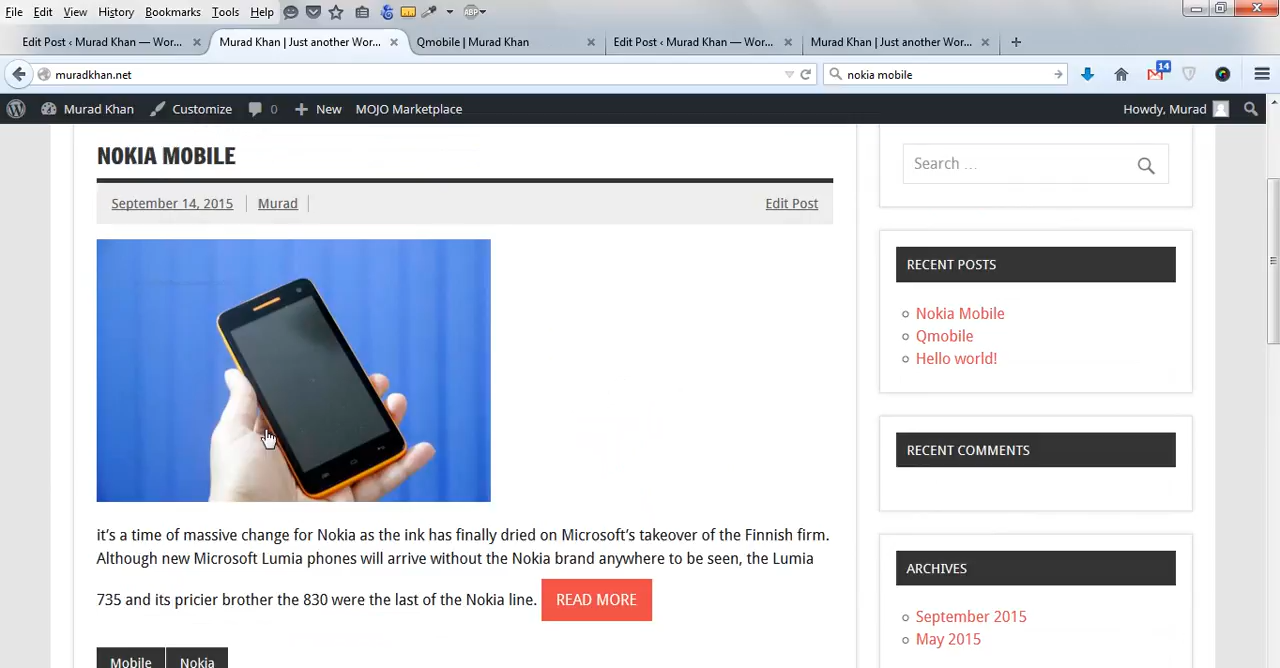 File Edit View History Bookmarks Tools Help ABP
Edit Post ‹ Murad Khan — Wor... Murad Khan | Just another Wor... Qmobile | Murad Khan Edit Post ‹ Murad Khan — Wor... Murad Khan | Just another Wor...
muradkhan.net nokia mobile 14
Murad Khan Customize 0 New MOJO Marketplace Howdy, Murad
NOKIA MOBILE
September 14, 2015 Murad Edit Post
it's a time of massive change for Nokia as the ink has finally dried on Microsoft's takeover of the Finnish firm.
Although new Microsoft Lumia phones will arrive without the Nokia brand anywhere to be seen, the Lumia
735 and its pricier brother the 830 were the last of the Nokia line. READ MORE
Mobile Nokia
Search ...
RECENT POSTS
Nokia Mobile
Qmobile
Hello world!
RECENT COMMENTS
ARCHIVES
September 2015
May 2015